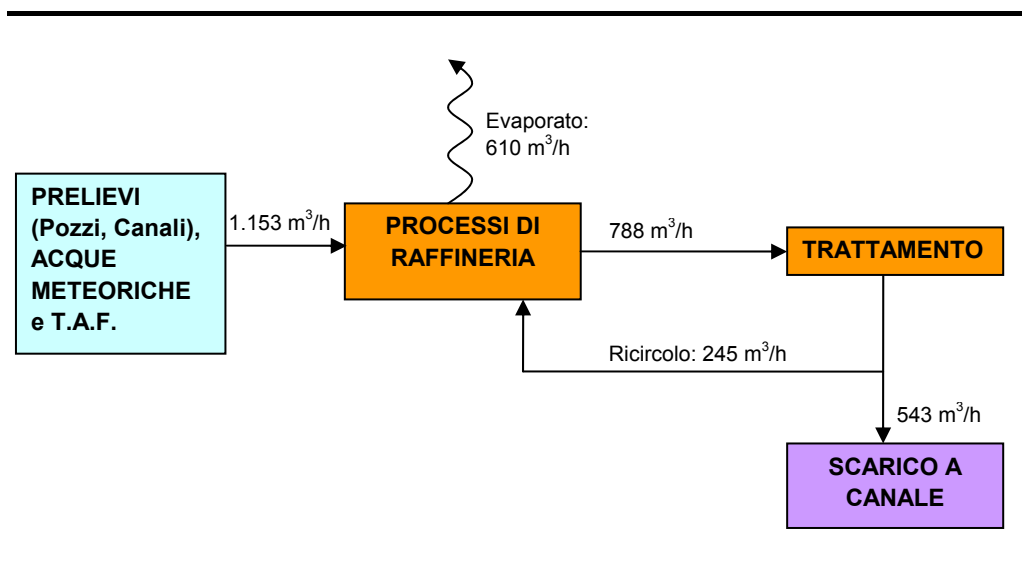 Evaporato:
610 m³/h
PRELIEVI
(Pozzi, Canali),
ACQUE
METEORICHE
e T.A.F.
1.153 m³/h
PROCESSI DI
RAFFINERIA
788 m³/h
TRATTAMENTO
Ricircolo: 245 m³/h
543 m³/h
SCARICO A
CANALE